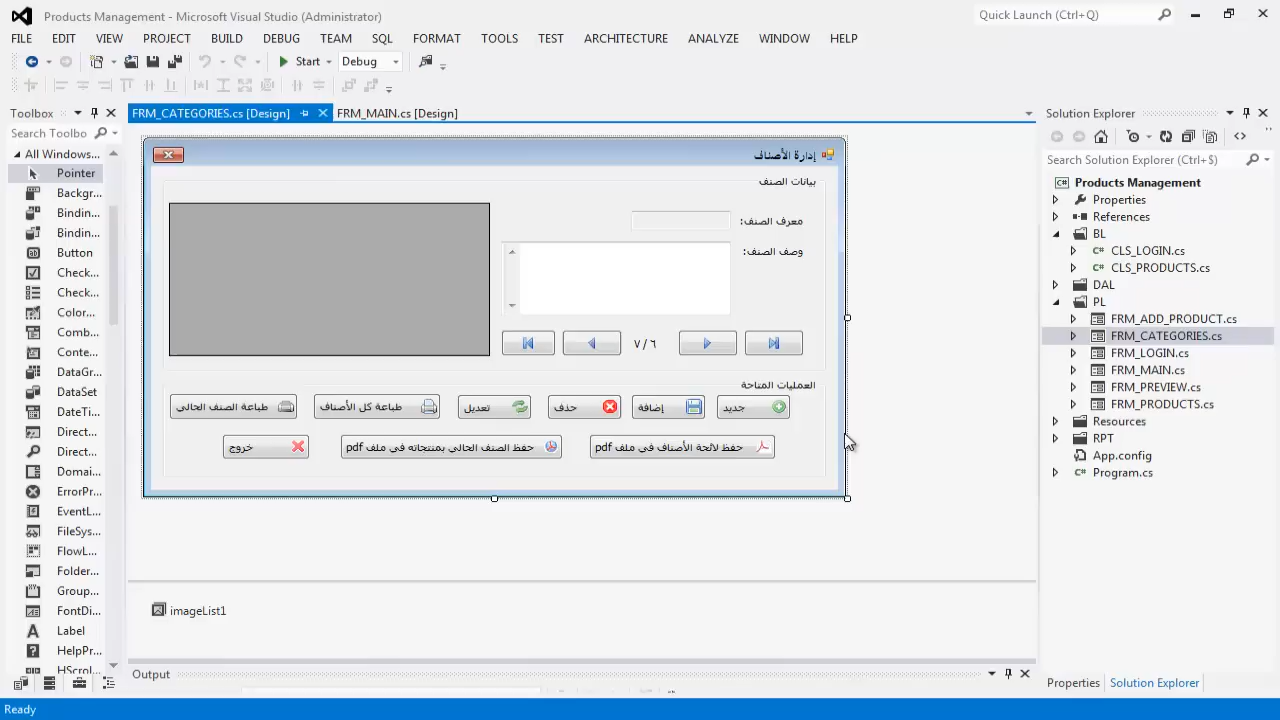 Products Management - Microsoft Visual Studio (Administrator)
Quick Launch (Ctrl+Q)
FILE EDIT VIEW PROJECT BUILD DEBUG TEAM SQL FORMAT TOOLS TEST ARCHITECTURE ANALYZE WINDOW HELP
Start Debug
Toolbox
Search Toolbo
All Windows...
Pointer
Backgr...
Bindin...
Bindin...
Button
Check...
Check...
Color...
Comb...
Conte...
DataGr...
DataSet
DateTi...
Direct...
Direct...
Domai...
ErrorPr...
EventL...
FileSys...
FlowL...
Folder...
Group...
FontDi...
Label
HelpPr...
HScrol...
FRM_CATEGORIES.cs [Design] FRM_MAIN.cs [Design]
إدارة الأصناف
بيانات الصنف
معرف الصنف:
وصف الصنف:
٧ / ٦
العمليات المتاحة
جديد إضافة حذف تعديل طباعة كل الأصناف طباعة الصنف الحالي
حفظ لائحة الأصناف في ملف pdf حفظ الصنف الحالي بمنتجاته في ملف pdf خروج
imageList1
Output
Solution Explorer
Search Solution Explorer (Ctrl+$)
Products Management
Properties
References
BL
CLS_LOGIN.cs
CLS_PRODUCTS.cs
DAL
PL
FRM_ADD_PRODUCT.cs
FRM_CATEGORIES.cs
FRM_LOGIN.cs
FRM_MAIN.cs
FRM_PREVIEW.cs
FRM_PRODUCTS.cs
Resources
RPT
App.config
Program.cs
Properties Solution Explorer
Ready